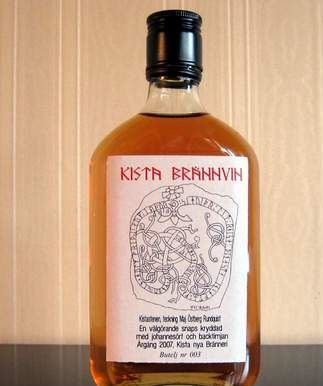 KISTA BRÄNNVIN
Kistastenen, teckning Maj Östberg Rundquist
En välgörande snaps kryddad
med johannesört och backtimjan
Årgång 2007, Kista nya Bränneri
Butelj nr 003